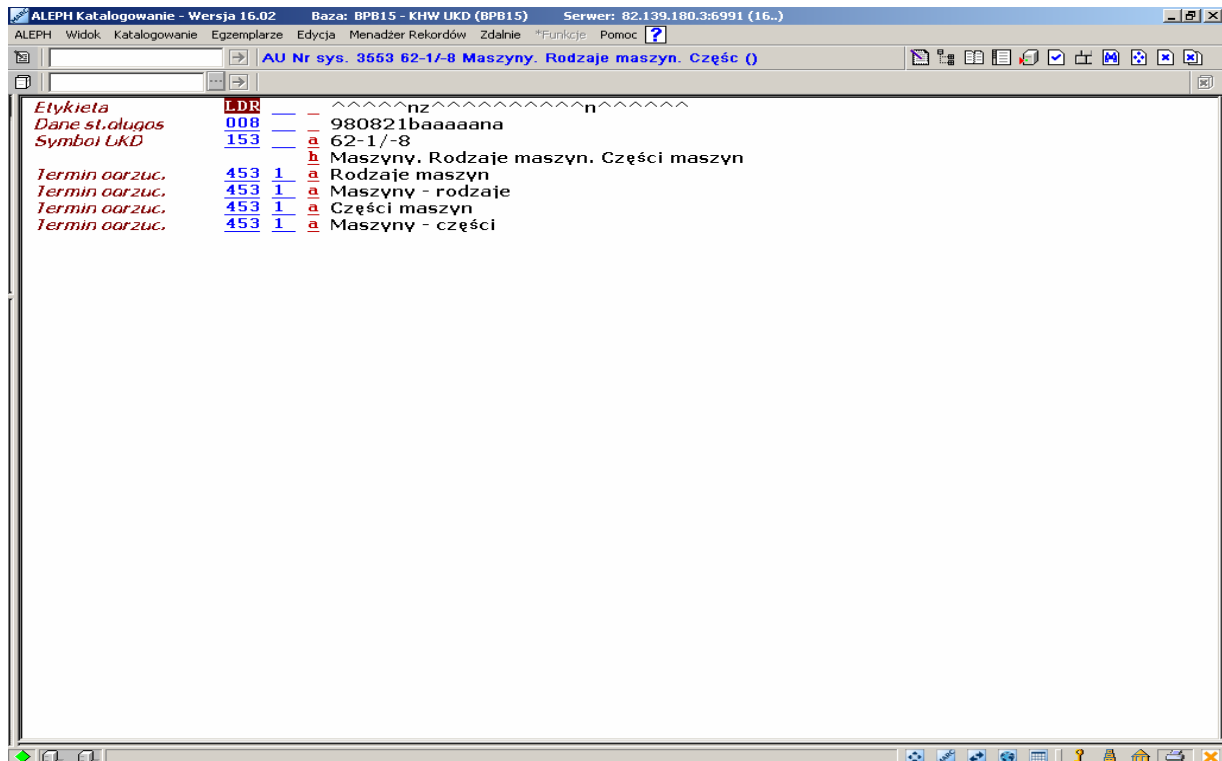 ALEPH Katalogowanie - Wersja 16.02 Baza: BPB15 - KHW UKD (BPB15) Serwer: 82.139.180.3:6991 (16..)
ALEPH Widok Katalogowanie Egzemplarze Edycja Menadżer Rekordów Zdalnie *Funkcje Pomoc ?
AU Nr sys. 3553 62-1/-8 Maszyny. Rodzaje maszyn. Częśc ()
Etykieta LDR ^^^^^nz^^^^^^^^^^n^^^^^^
Dane st.długoś 008 980821baaaaana
Symbol UKD 153 a 62-1/-8
h Maszyny. Rodzaje maszyn. Części maszyn
Termin odrzuc. 453 1 a Rodzaje maszyn
Termin odrzuc. 453 1 a Maszyny - rodzaje
Termin odrzuc. 453 1 a Części maszyn
Termin odrzuc. 453 1 a Maszyny - części